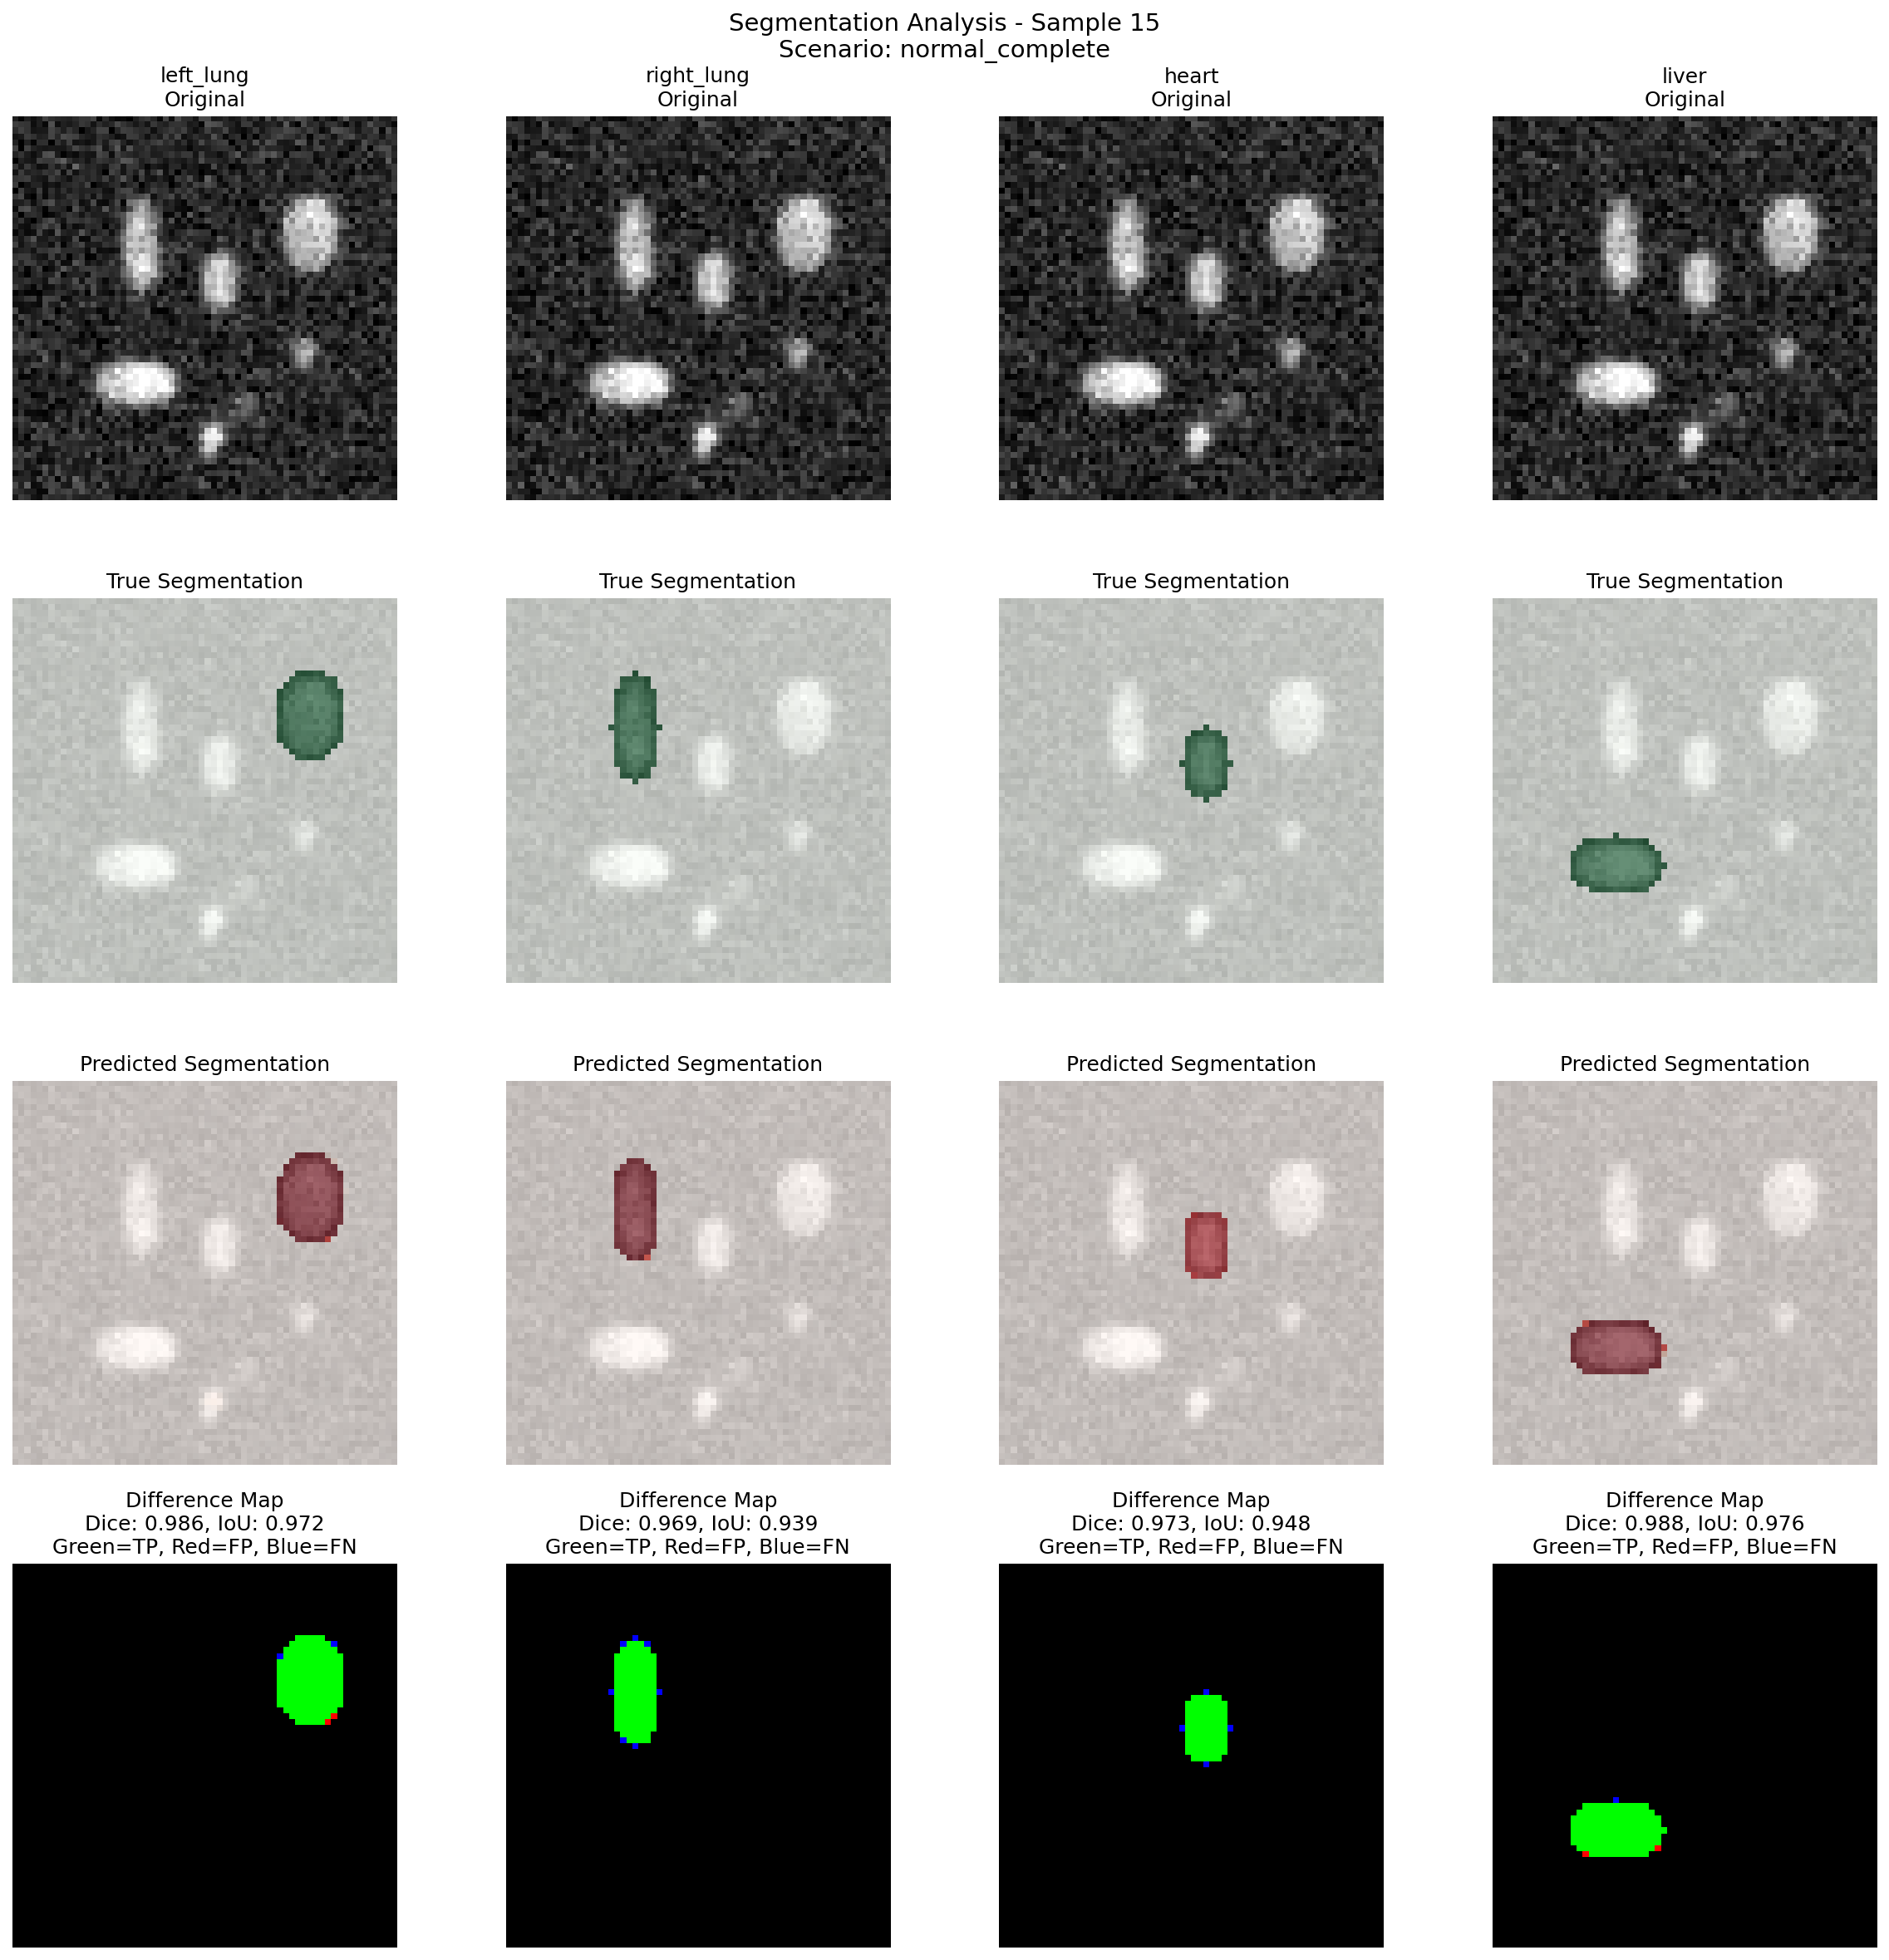 Segmentation Analysis - Sample 15
Scenario: normal_complete
left_lung
Original
right_lung
Original
heart
Original
liver
Original
True Segmentation
True Segmentation
True Segmentation
True Segmentation
Predicted Segmentation
Predicted Segmentation
Predicted Segmentation
Predicted Segmentation
Difference Map
Dice: 0.986, IoU: 0.972
Green=TP, Red=FP, Blue=FN
Difference Map
Dice: 0.969, IoU: 0.939
Green=TP, Red=FP, Blue=FN
Difference Map
Dice: 0.973, IoU: 0.948
Green=TP, Red=FP, Blue=FN
Difference Map
Dice: 0.988, IoU: 0.976
Green=TP, Red=FP, Blue=FN